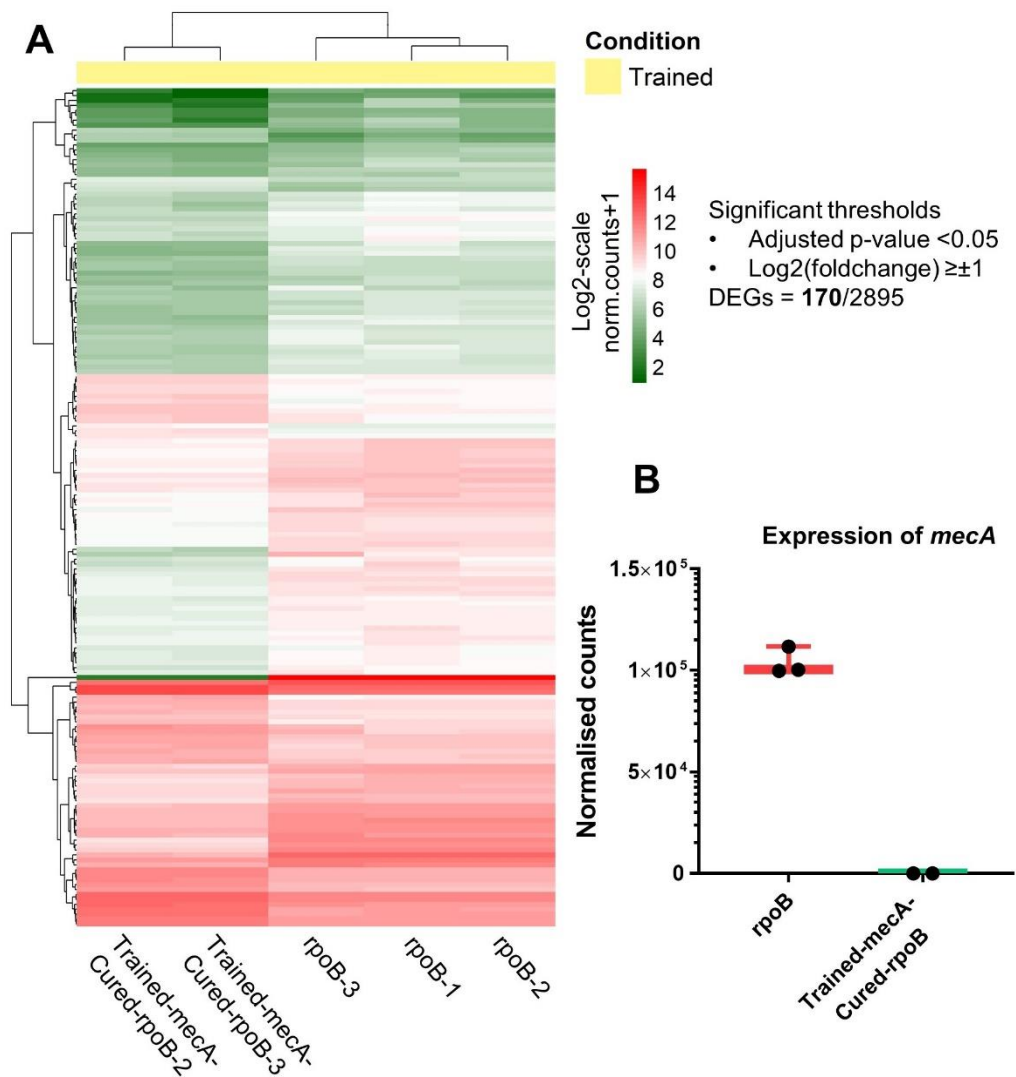 A
Condition
Trained
Log2-scale
norm.counts+1
14
12
10
8
6
4
2
Significant thresholds
• Adjusted p-value <0.05
• Log2(foldchange) ≥±1
DEGs = 170/2895
Trained-mecA-
Cured-rpoB-2
Trained-mecA-
Cured-rpoB-3
rpoB-3
rpoB-1
rpoB-2
B
Expression of mecA
Normalised counts
1.5×10⁵
1×10⁵
5×10⁴
0
rpoB
Trained-mecA-
Cured-rpoB